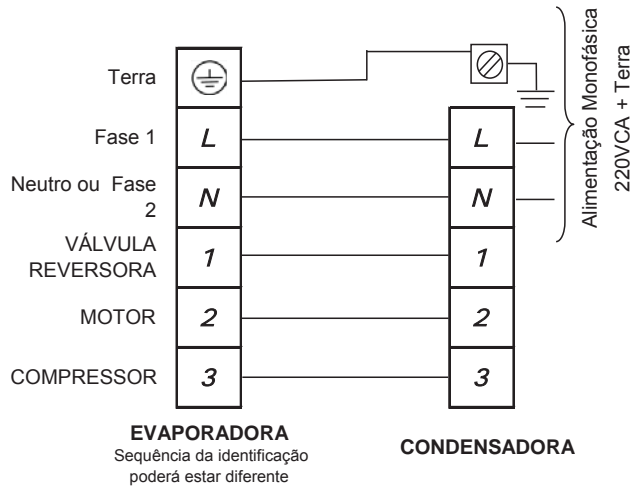 Terra
Fase 1
L
L
Neutro ou Fase
2
N
N
VÁLVULA
REVERSORA
1
1
MOTOR
2
2
COMPRESSOR
3
3
EVAPORADORA
Sequência da identificação
poderá estar diferente
CONDENSADORA
Alimentação Monofásica
220VCA + Terra